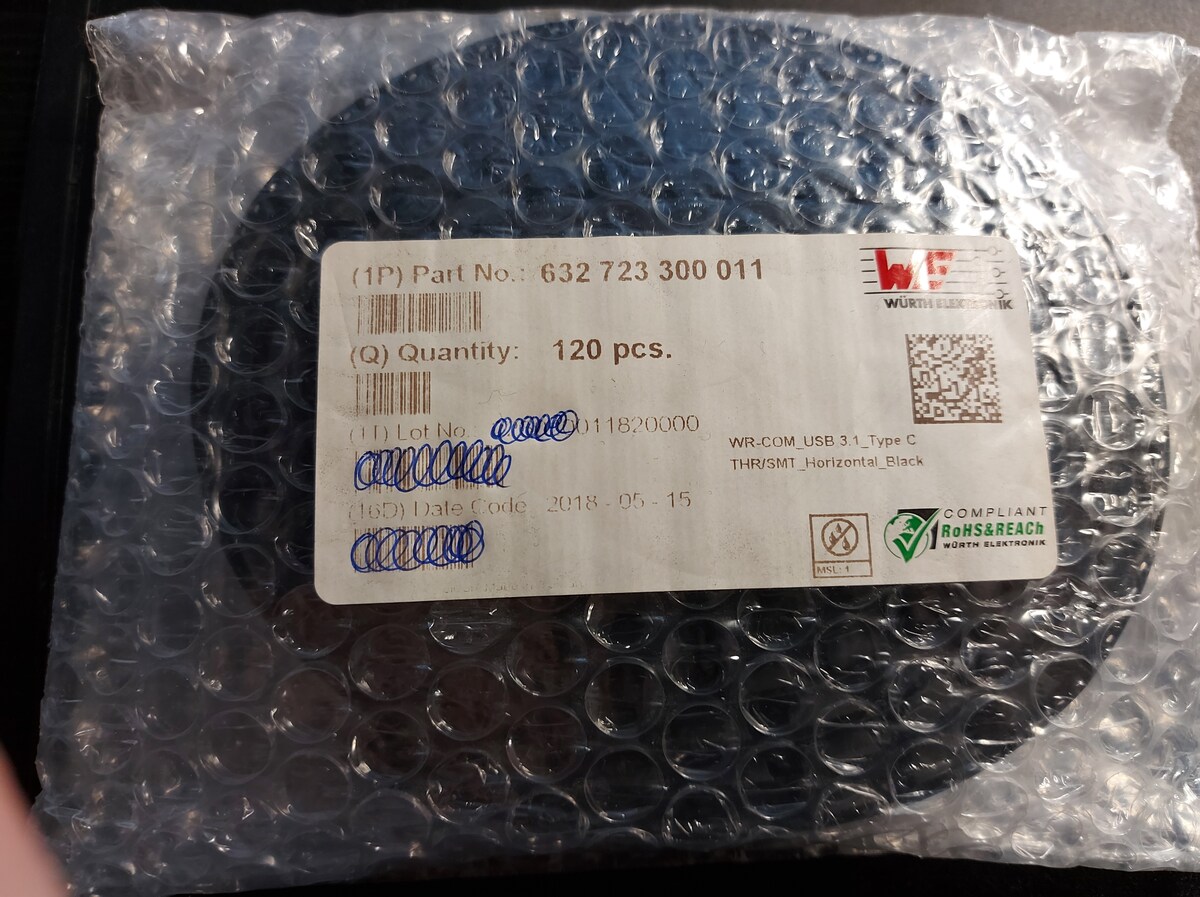 (1P) Part No.: 632 723 300 011
WE
WÜRTH ELEKTRONIK
(Q) Quantity: 120 pcs.
(1T) Lot No. 011820000
WR-COM_USB 3.1_Type C
THR/SMT_Horizontal_Black
(16D) Date Code 2018 - 05 - 15
MSL: 1
COMPLIANT
RoHS&REACh
WÜRTH ELEKTRONIK